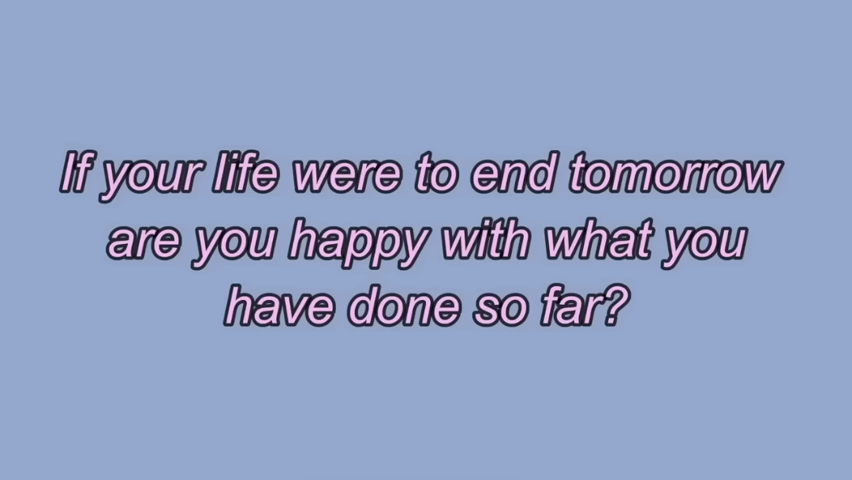 If your life were to end tomorrow
are you happy with what you
have done so far?